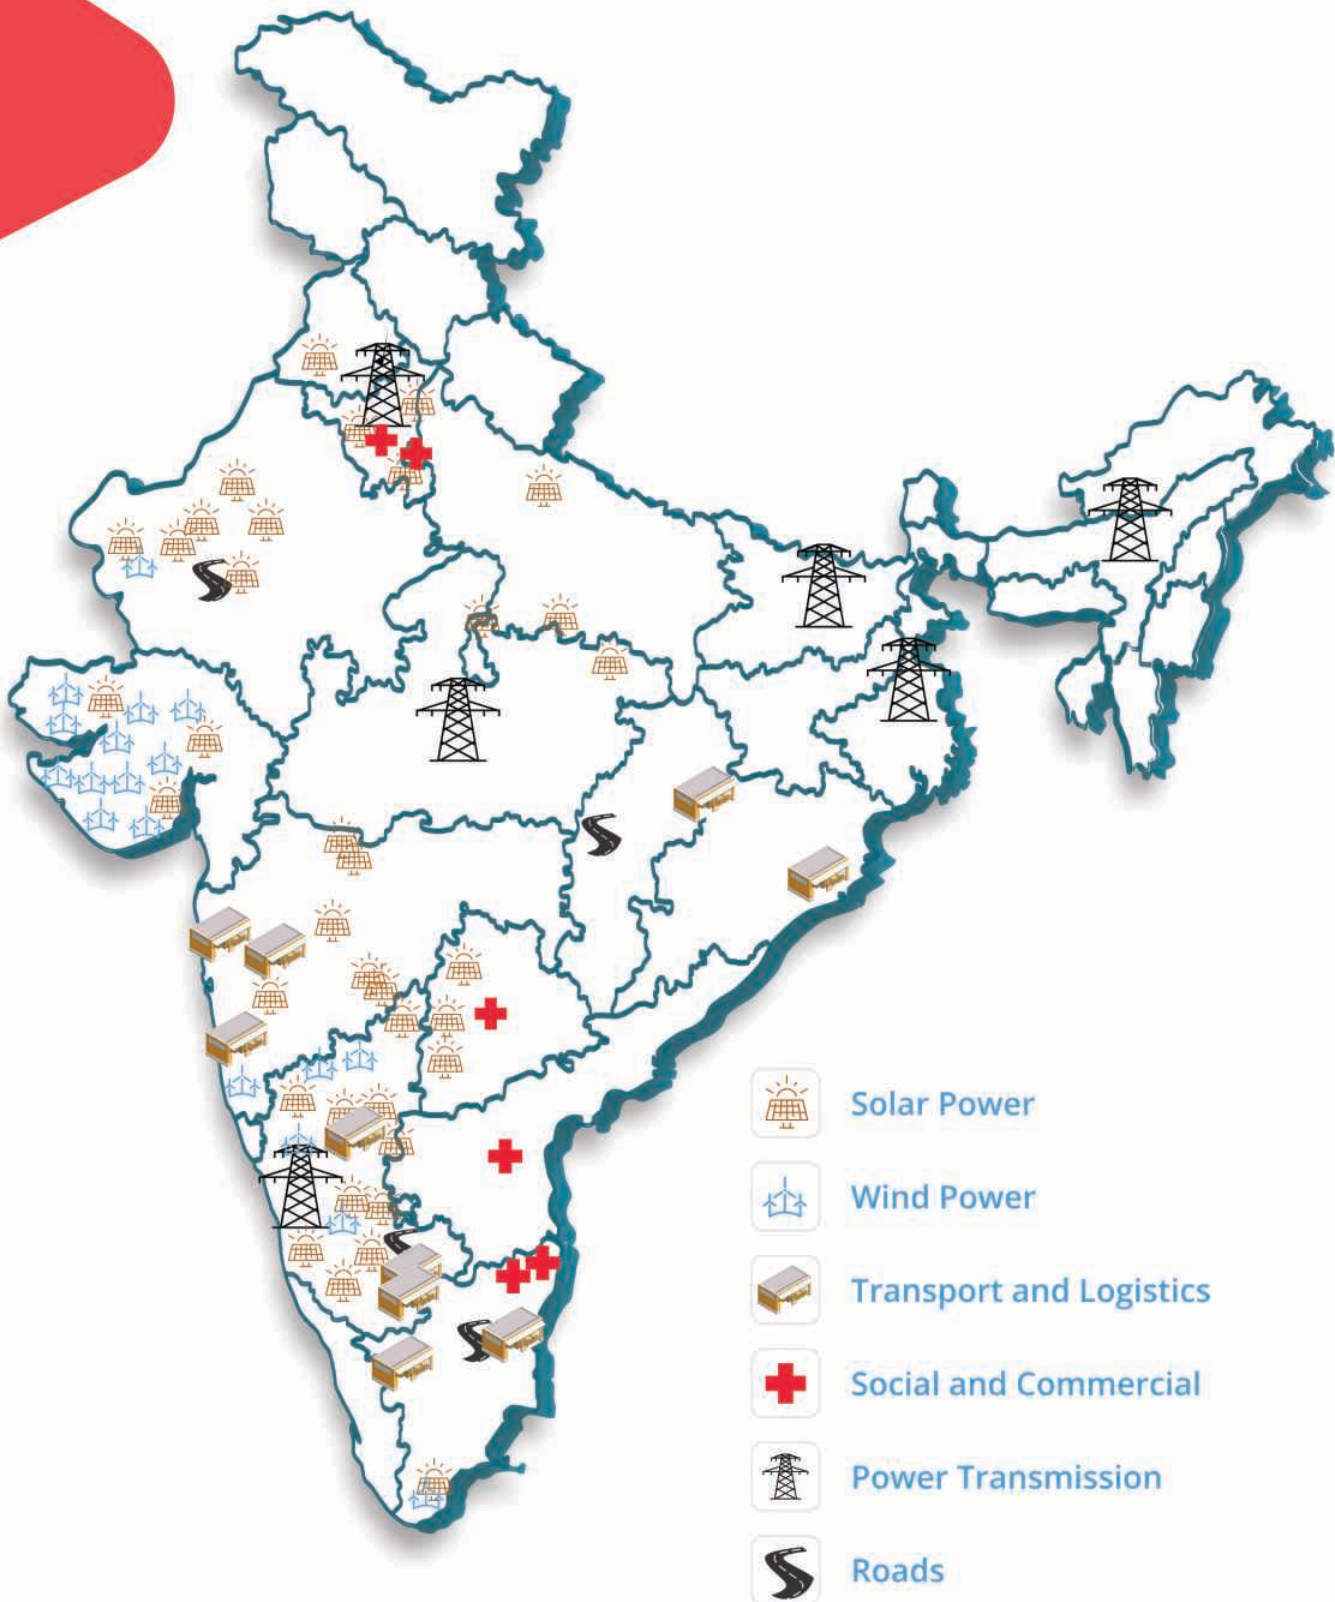 Solar Power
Wind Power
Transport and Logistics
Social and Commercial
Power Transmission
Roads